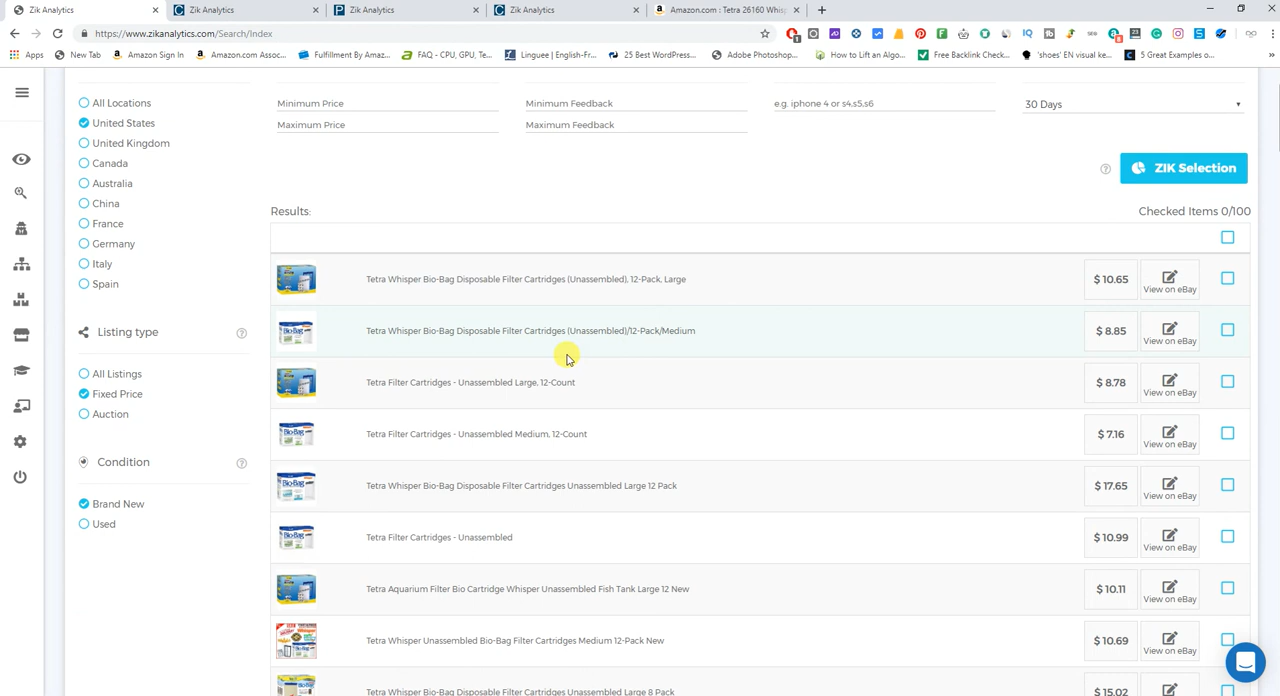 Zik Analytics
Zik Analytics
Zik Analytics
Zik Analytics
Amazon.com : Tetra 26160 Whisp
https://www.zikanalytics.com/Search/Index
Apps
New Tab
Amazon Sign In
Amazon.com Assoc...
Fulfillment By Amaz...
FAQ - CPU, GPU, Te...
Linguee | English-Fr...
25 Best WordPress...
Adobe Photoshop...
How to Lift an Algo...
Free Backlink Check...
'shoes' EN visual ke...
5 Great Examples o...
All Locations
United States
United Kingdom
Canada
Australia
China
France
Germany
Italy
Spain
Listing type
All Listings
Fixed Price
Auction
Condition
Brand New
Used
Minimum Price
Minimum Feedback
e.g. iphone 4 or s4,s5,s6
30 Days
Maximum Price
Maximum Feedback
ZIK Selection
Results:
Checked Items 0/100
Tetra Whisper Bio-Bag Disposable Filter Cartridges (Unassembled), 12-Pack, Large
$ 10.65
View on eBay
Tetra Whisper Bio-Bag Disposable Filter Cartridges (Unassembled)/12-Pack/Medium
$ 8.85
View on eBay
Tetra Filter Cartridges - Unassembled Large, 12-Count
$ 8.78
View on eBay
Tetra Filter Cartridges - Unassembled Medium, 12-Count
$ 7.16
View on eBay
Tetra Whisper Bio-Bag Disposable Filter Cartridges Unassembled Large 12 Pack
$ 17.65
View on eBay
Tetra Filter Cartridges - Unassembled
$ 10.99
View on eBay
Tetra Aquarium Filter Bio Cartridge Whisper Unassembled Fish Tank Large 12 New
$ 10.11
View on eBay
Tetra Whisper Unassembled Bio-Bag Filter Cartridges Medium 12-Pack New
$ 10.69
View on eBay
Tetra Whisper Bio-Bag Filter Cartridges Unassembled Large 8 Pack
$ 15.02